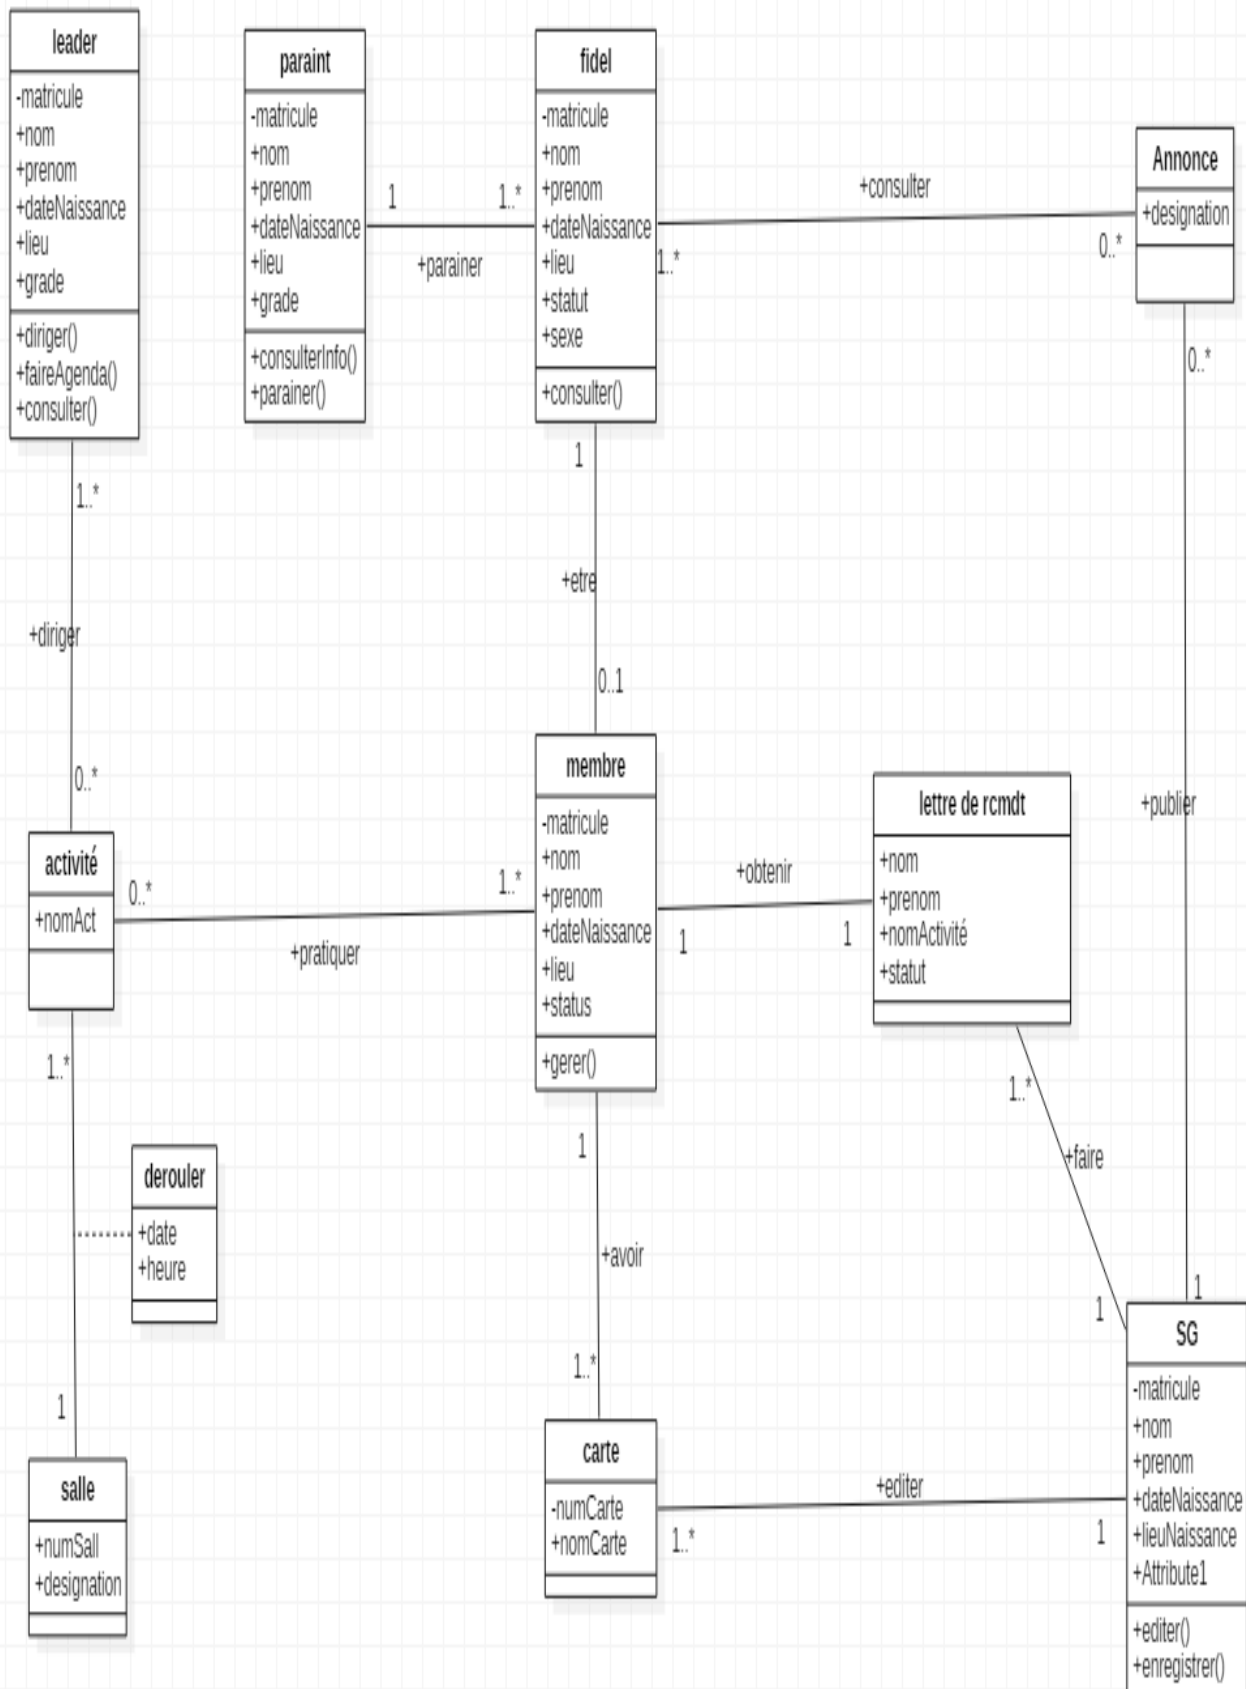 leader
-matricule
+nom
+prenom
+dateNaissance
+lieu
+grade
+diriger()
+faireAgenda()
+consulter()
paraint
-matricule
+nom
+prenom
+dateNaissance
+lieu
+grade
+consulterInfo()
+parainer()
1
1..*
+parainer
fidel
-matricule
+nom
+prenom
+dateNaissance
+lieu
+statut
+sexe
+consulter()
+consulter
1..*
0..*
Annonce
+designation
0..*
+publier
1
1..*
+diriger
0..*
1
+etre
0..1
activité
+nomAct
0..*
1..*
+pratiquer
membre
-matricule
+nom
+prenom
+dateNaissance
+lieu
+status
+gerer()
+obtenir
1
1
lettre de rcmdt
+nom
+prenom
+nomActivité
+statut
1..*
+faire
1
1..*
derouler
+date
+heure
1
1
+avoir
1..*
salle
+numSall
+designation
carte
-numCarte
+nomCarte
+editer
1..*
1
SG
-matricule
+nom
+prenom
+dateNaissance
+lieuNaissance
+Attribute1
+editer()
+enregistrer()